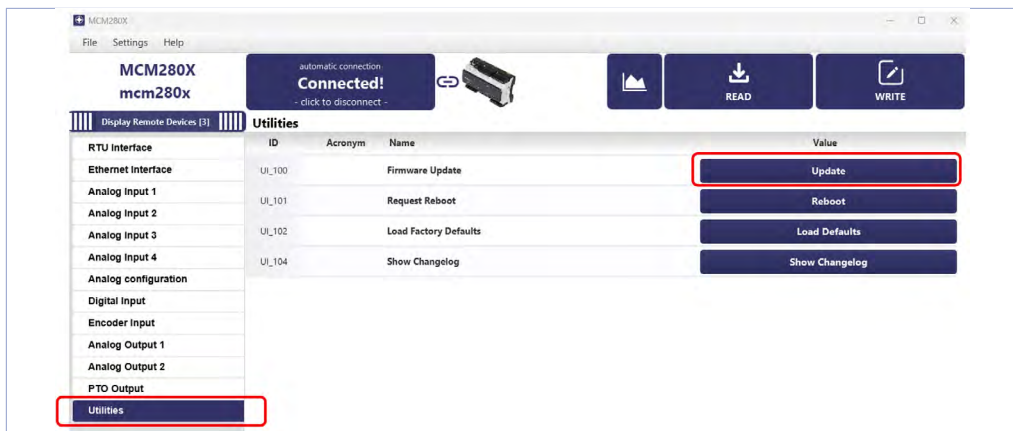 MCM280X
File Settings Help
MCM280X
mcm280x
automatic connection
Connected!
- click to disconnect -
READ
WRITE
Display Remote Devices [3]
Utilities
ID Acronym Name Value
RTU Interface
Ethernet Interface
Analog Input 1
Analog Input 2
Analog Input 3
Analog Input 4
Analog configuration
Digital Input
Encoder Input
Analog Output 1
Analog Output 2
PTO Output
Utilities
UI_100 Firmware Update Update
UI_101 Request Reboot Reboot
UI_102 Load Factory Defaults Load Defaults
UI_104 Show Changelog Show Changelog